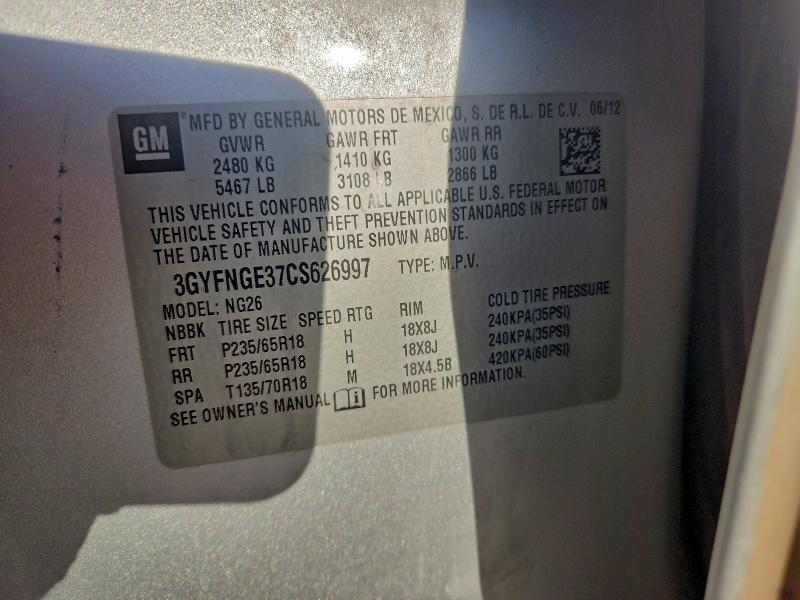 GM
® MFD BY GENERAL MOTORS DE MEXICO, S. DE R.L. DE C.V. 06/12
GVWR GAWR FRT GAWR RR
2480 KG 1410 KG 1300 KG
5467 LB 3108 LB 2866 LB
THIS VEHICLE CONFORMS TO ALL APPLICABLE U.S. FEDERAL MOTOR
VEHICLE SAFETY AND THEFT PREVENTION STANDARDS IN EFFECT ON
THE DATE OF MANUFACTURE SHOWN ABOVE.
3GYFNGE37CS626997 TYPE: M.P.V.
MODEL: NG26
NBBK TIRE SIZE SPEED RTG RIM COLD TIRE PRESSURE
FRT P235/65R18 H 18X8J 240KPA(35PSI)
RR P235/65R18 H 18X8J 240KPA(35PSI)
SPA T135/70R18 M 18X4.5B 420KPA(60PSI)
SEE OWNER'S MANUAL i FOR MORE INFORMATION.